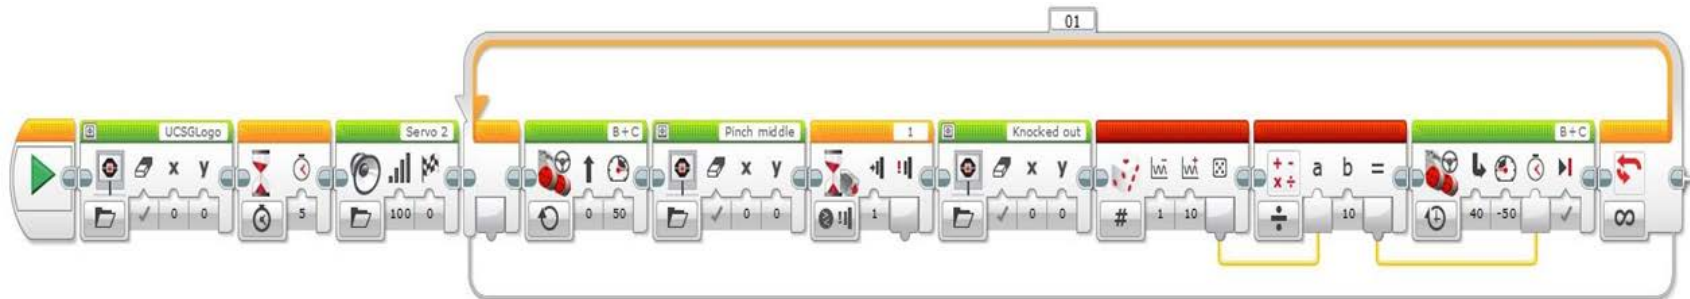 01
UCSGLogo
Servo 2
B+C
Pinch middle
1
Knocked out
B+C
x y
x y
x y
a b =
0 0
5
100 0
0 50
0 0
1
0 0
# 1 10
÷ 10
40 -50
∞